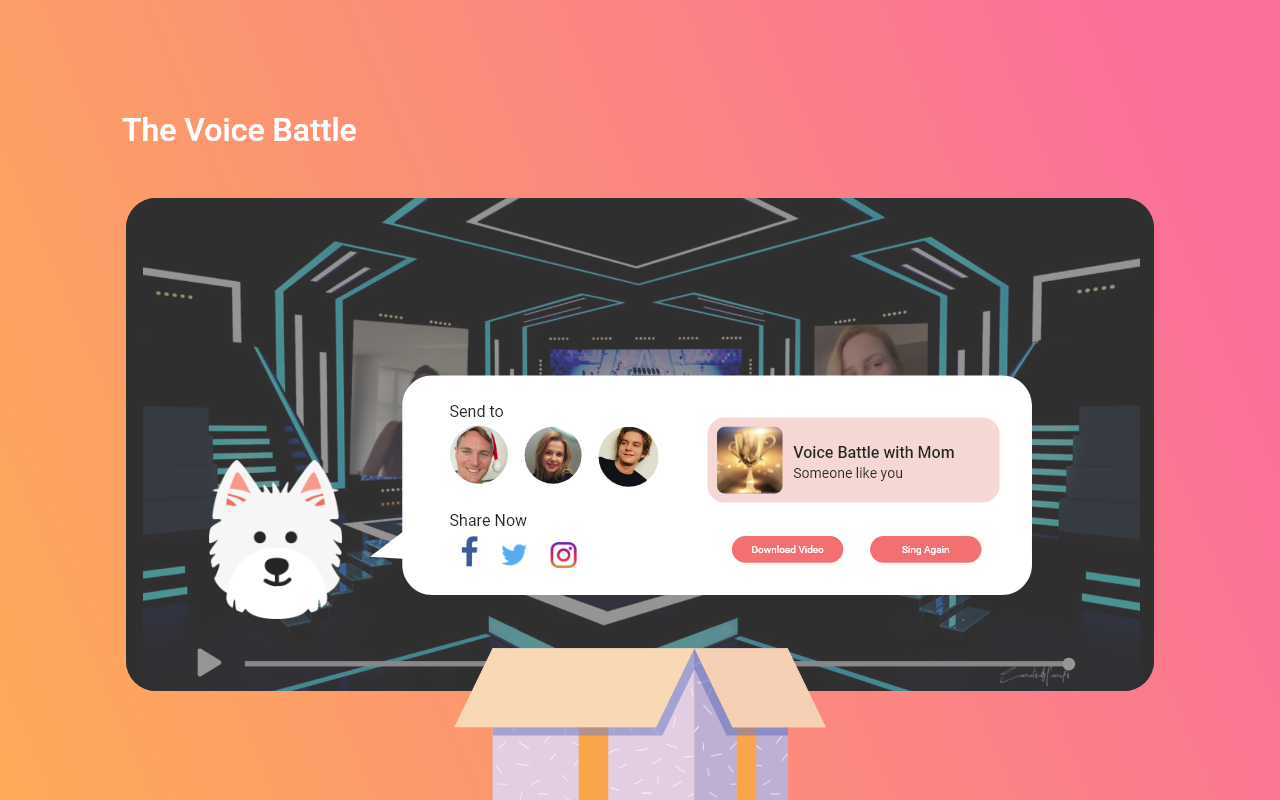 The Voice Battle
Send to
Voice Battle with Mom
Someone like you
Share Now
Download Video
Sing Again